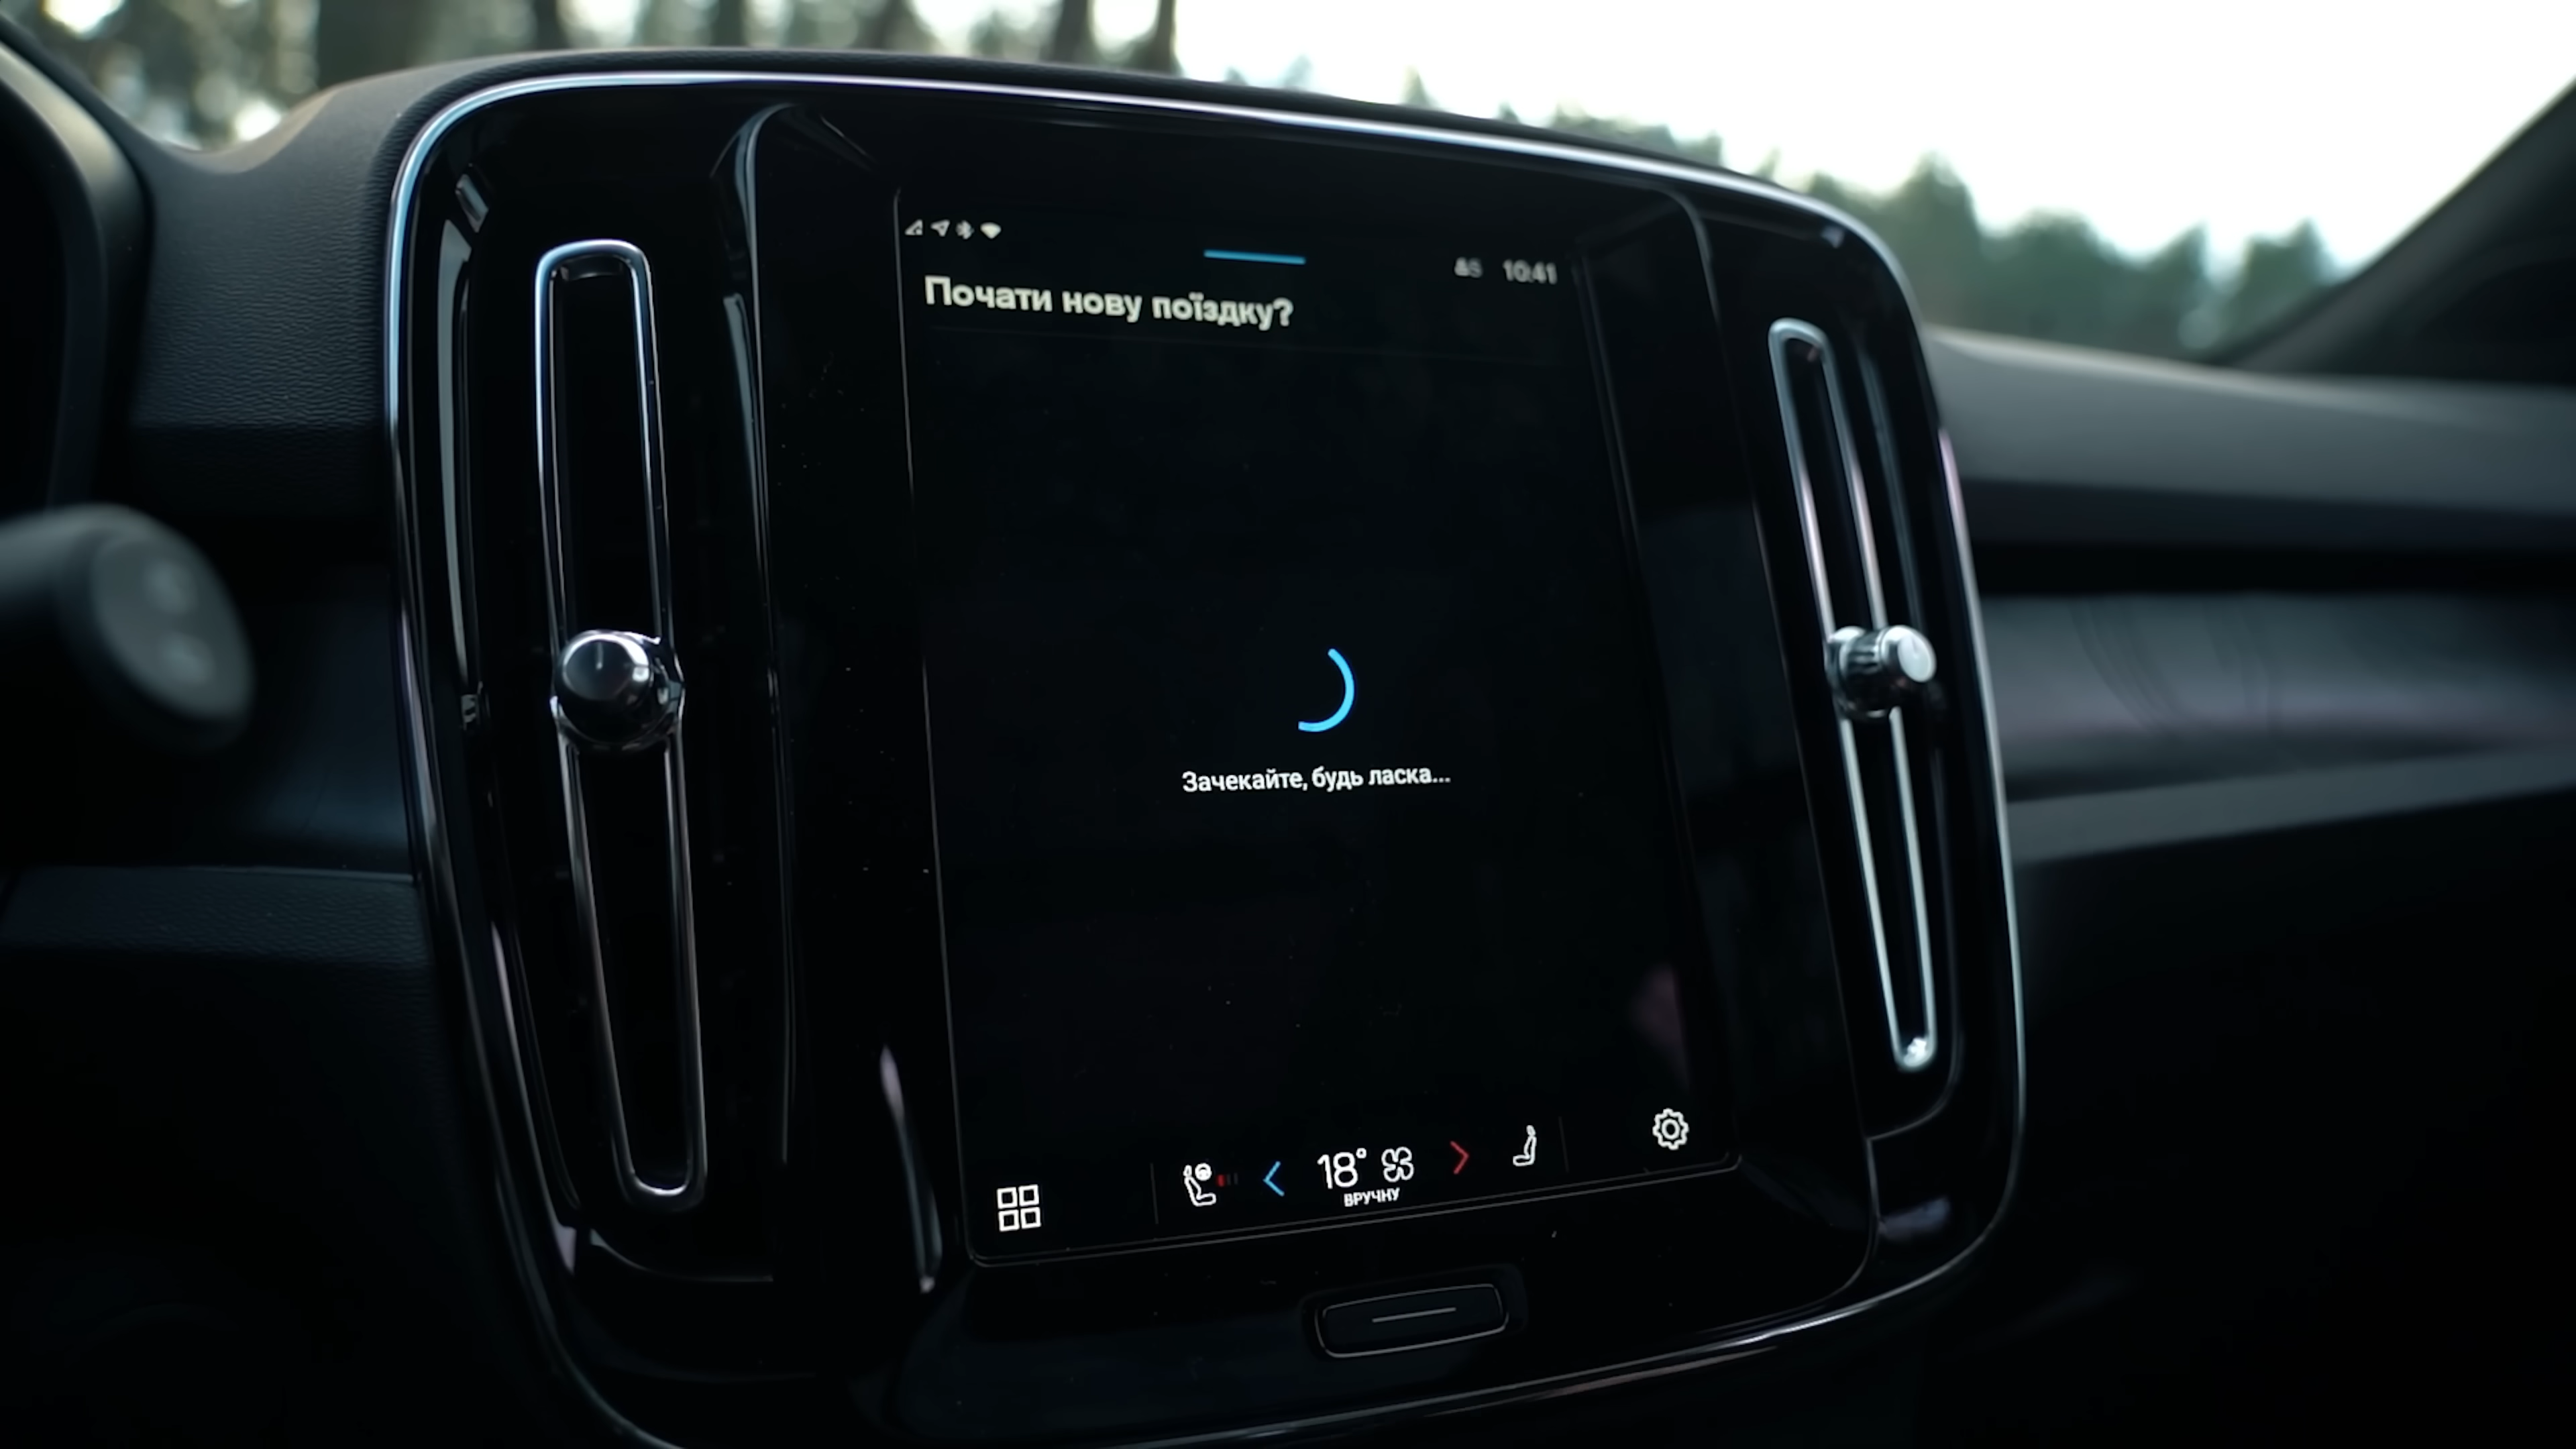 10:41
Почати нову поїздку?
Зачекайте, будь ласка...
18°
ВРУЧНУ